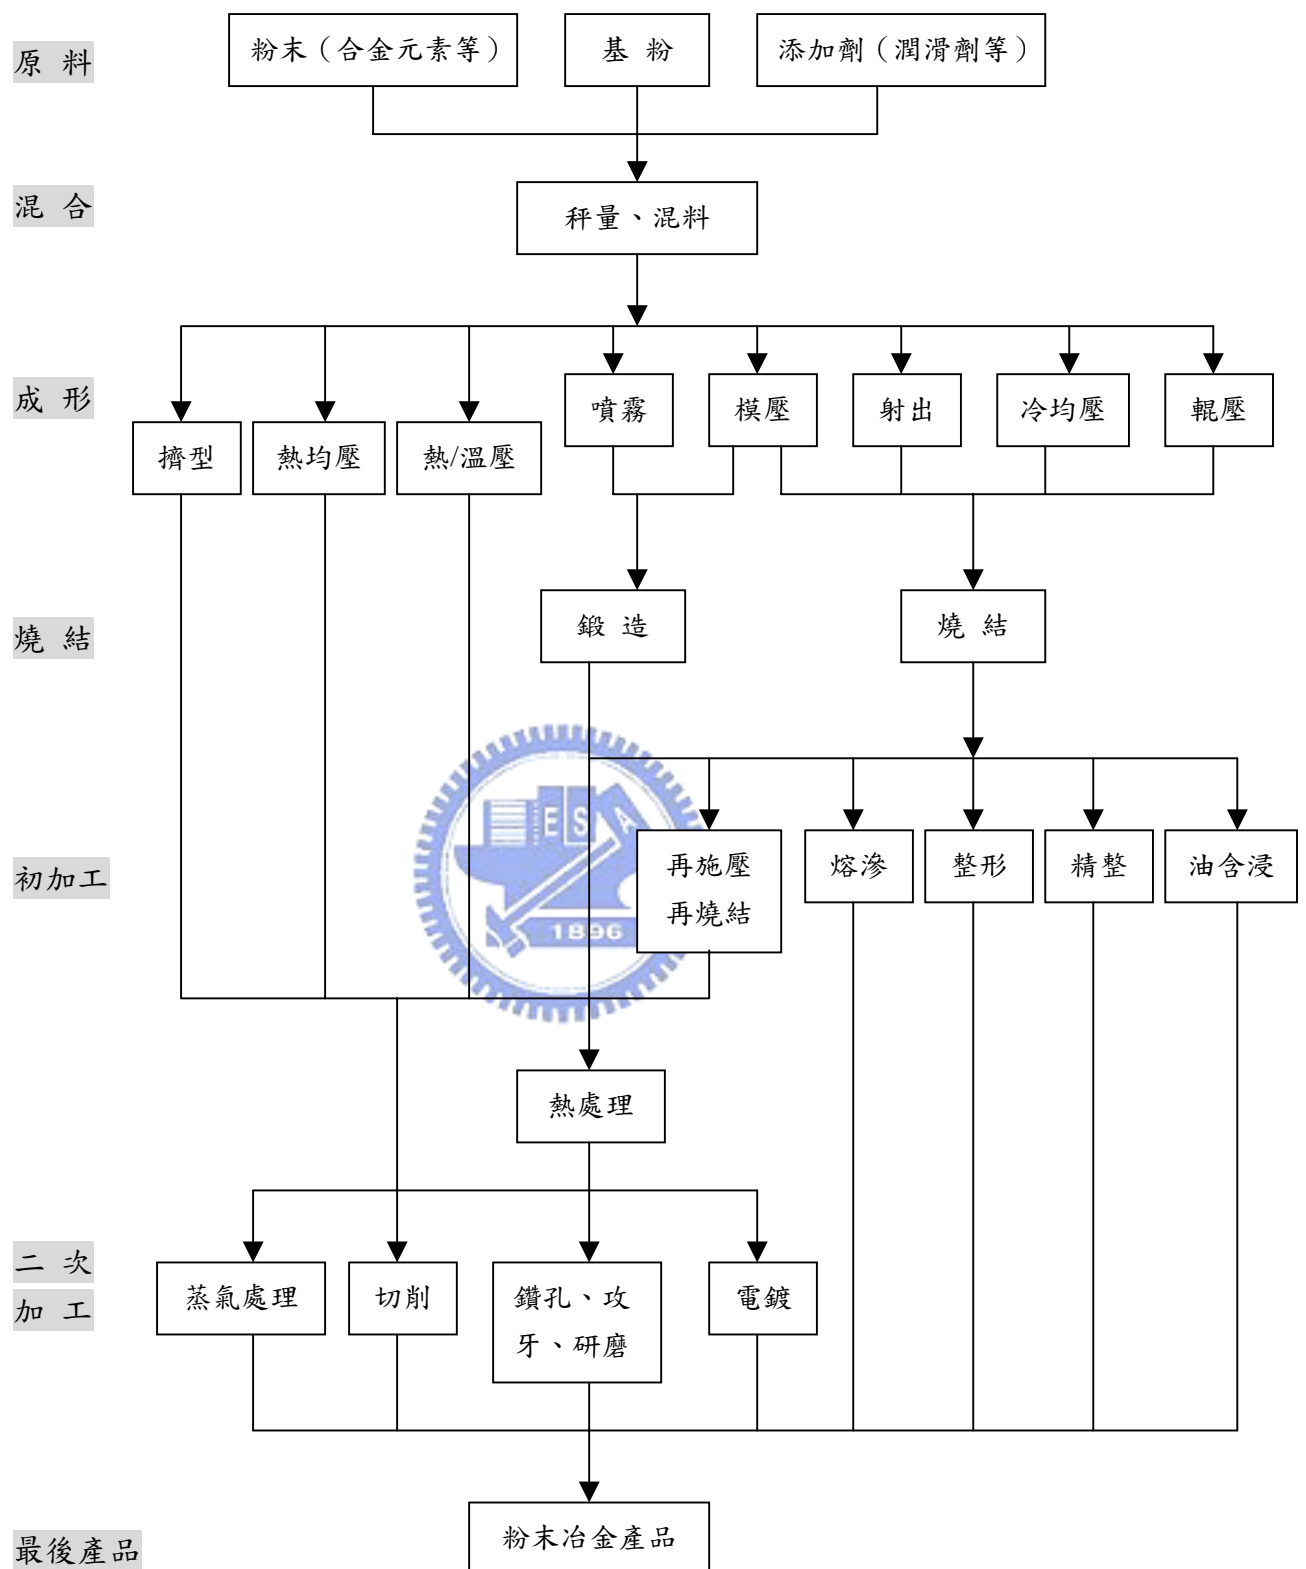 原 料
粉末（合金元素等）
基 粉
添加劑（潤滑劑等）
混 合
秤量、混料
成 形
擠型
熱均壓
熱/溫壓
噴霧
模壓
射出
冷均壓
輥壓
燒 結
鍛 造
燒 結
初加工
再施壓
再燒結
熔滲
整形
精整
油含浸
E S A
1896
熱處理
二 次
加 工
蒸氣處理
切削
鑽孔、攻
牙、研磨
電鍍
最後產品
粉末冶金產品